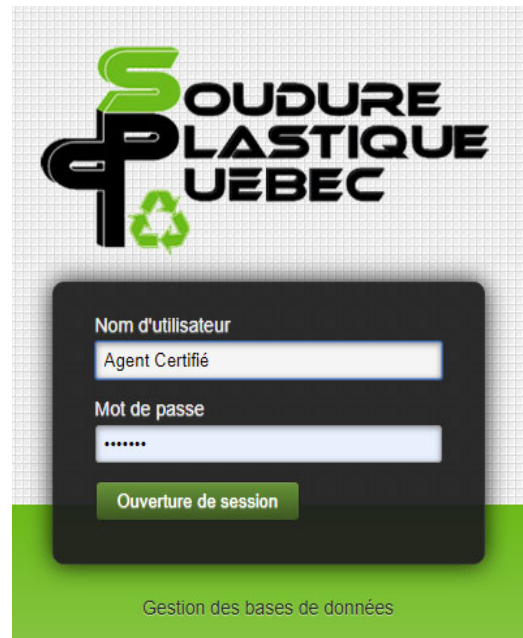 SOUDURE
PLASTIQUE
QUEBEC
Nom d'utilisateur
Agent Certifié
Mot de passe
•••••••
Ouverture de session
Gestion des bases de données